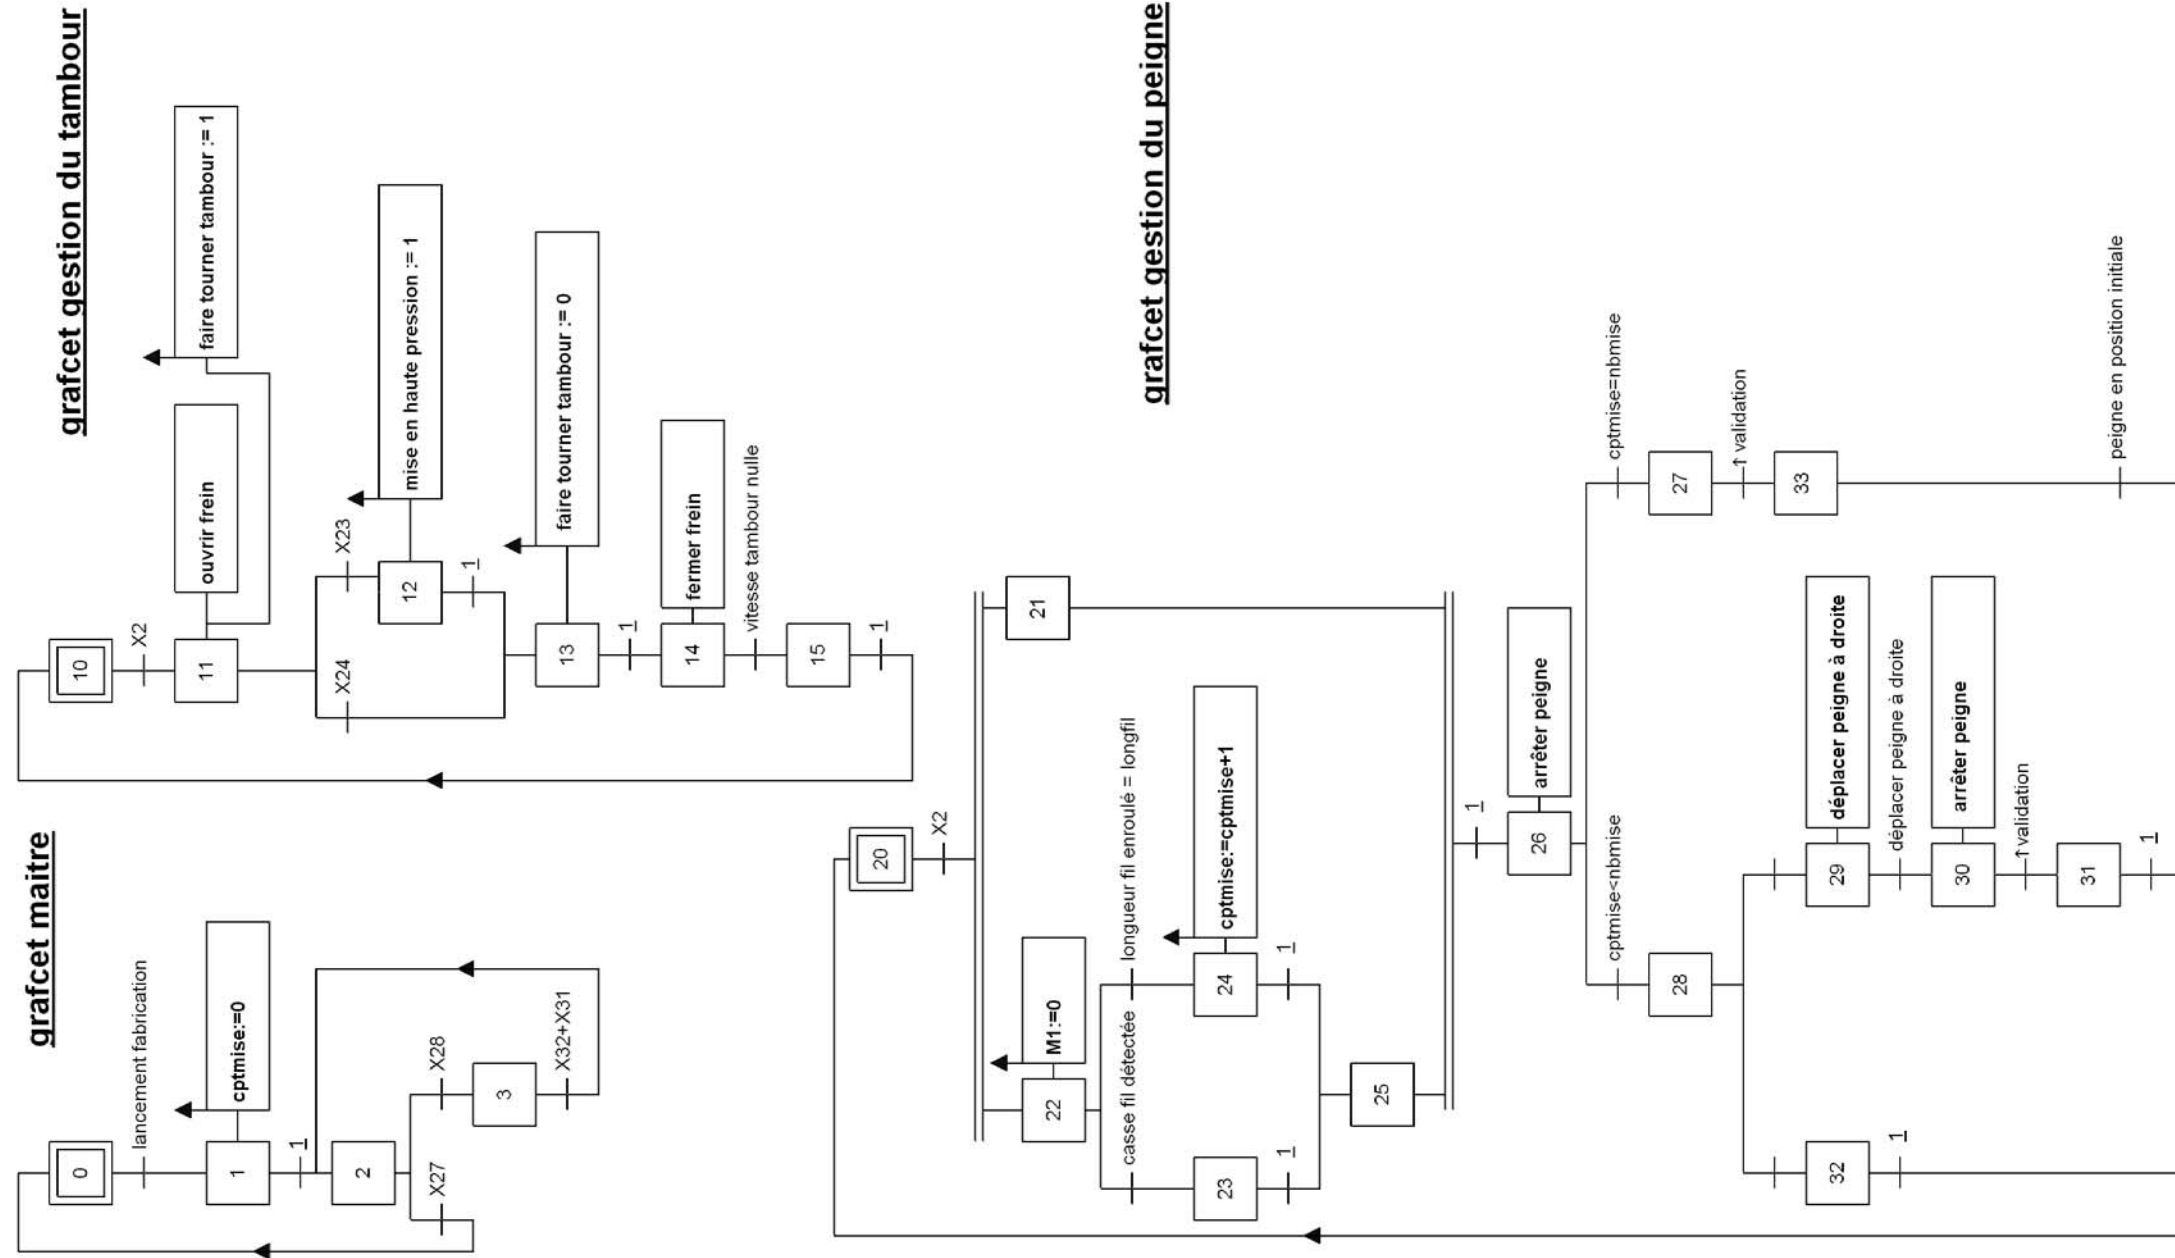 grafcet maitre
0
lancement fabrication
1
cptmise:=0
1
2
X27
X28
3
X32+X31
grafcet gestion du tambour
10
X2
11
ouvrir frein
faire tourner tambour := 1
X24
X23
12
mise en haute pression := 1
1
13
faire tourner tambour := 0
1
14
fermer frein
vitesse tambour nulle
15
1
grafcet gestion du peigne
20
X2
22
M1:=0
21
casse fil détectée
longueur fil enroulé = longfil
23
24
cptmise:=cptmise+1
1
1
25
1
26
arrêter peigne
cptmise<nbmise
cptmise=nbmise
28
27
↑ validation
32
29
déplacer peigne à droite
33
1
déplacer peigne à droite
30
arrêter peigne
↑validation
31
1
peigne en position initiale